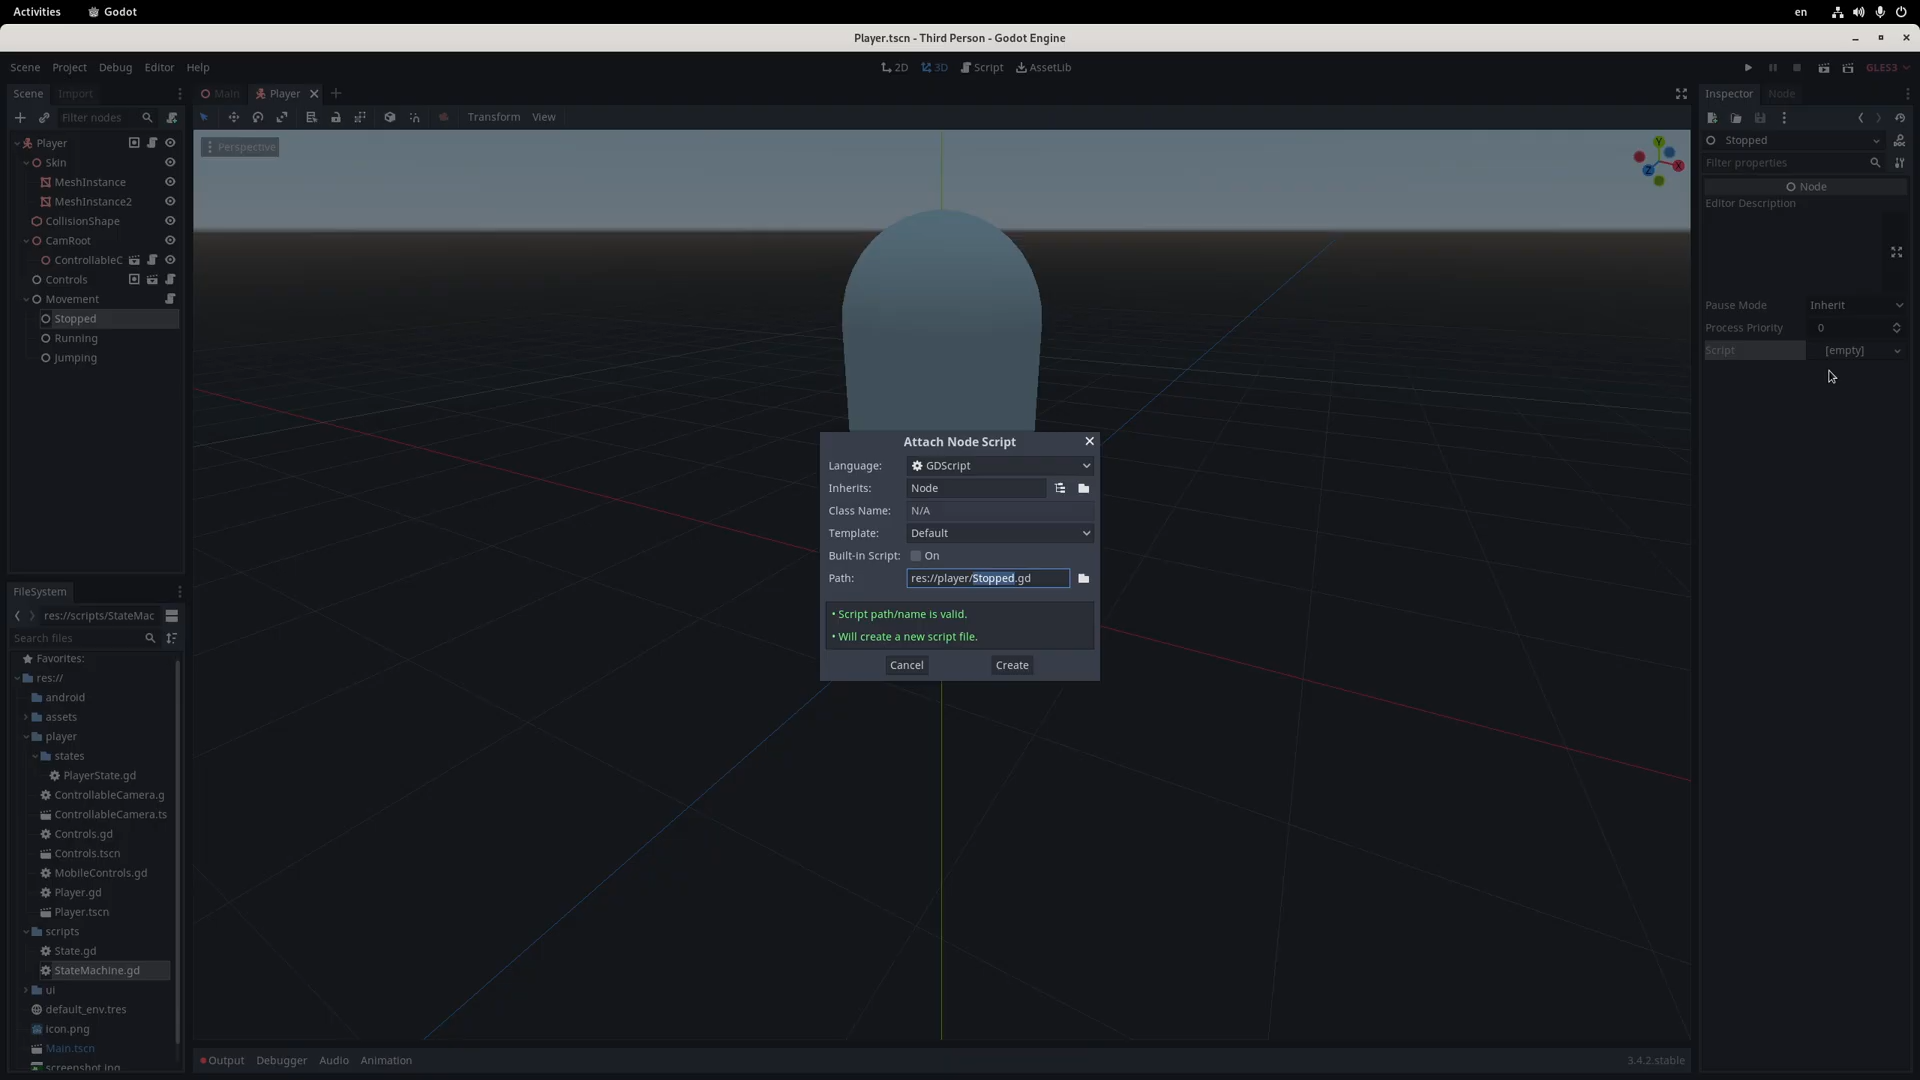 Activities
Godot
en
Player.tscn - Third Person - Godot Engine
Scene
Project
Debug
Editor
Help
2D
3D
Script
AssetLib
GLES3
Scene
Import
Main
Player
Inspector
Node
Filter nodes
Transform
View
Player
Skin
MeshInstance
MeshInstance2
CollisionShape
CamRoot
ControllableC
Controls
Movement
Stopped
Running
Jumping
Perspective
Y
X
Z
Stopped
DOC
Filter properties
Node
Editor Description
Pause Mode
Inherit
Process Priority
0
Script
[empty]
Attach Node Script
Language:
GDScript
Inherits:
Node
Class Name:
N/A
Template:
Default
Built-in Script:
On
Path:
res://player/Stopped.gd
• Script path/name is valid.
• Will create a new script file.
Cancel
Create
FileSystem
res://scripts/StateMac
Search files
Favorites:
res://
android
assets
player
states
PlayerState.gd
ControllableCamera.g
ControllableCamera.ts
Controls.gd
Controls.tscn
MobileControls.gd
Player.gd
Player.tscn
scripts
State.gd
StateMachine.gd
ui
default_env.tres
icon.png
Main.tscn
screenshot.jpg
Output
Debugger
Audio
Animation
3.4.2.stable